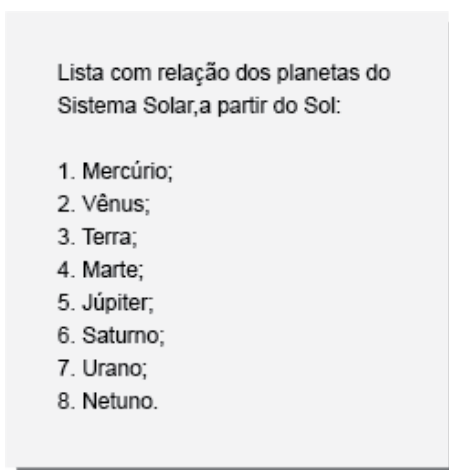 Lista com relação dos planetas do
Sistema Solar,a partir do Sol:
1. Mercúrio;
2. Vênus;
3. Terra;
4. Marte;
5. Júpiter;
6. Saturno;
7. Urano;
8. Netuno.